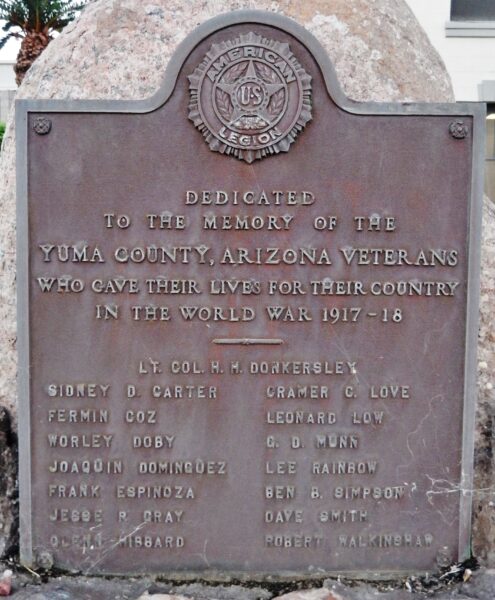 AMERICAN
U.S
LEGION
DEDICATED
TO THE MEMORY OF THE
YUMA COUNTY, ARIZONA VETERANS
WHO GAVE THEIR LIVES FOR THEIR COUNTRY
IN THE WORLD WAR 1917-18
LT. COL. H. H. DONKERSLEY
SIDNEY D. CARTER
FERMIN COZ
WORLEY DOBY
JOAQUIN DOMINGUEZ
FRANK ESPINOZA
JESSE R. GRAY
HIBBARD
CRAMER C. LOVE
LEONARD LOW
G. D. MUNN
LEE RAINBOW
BEN B. SIMPSON
DAVE SMITH
ROBERT WALKINSHAW